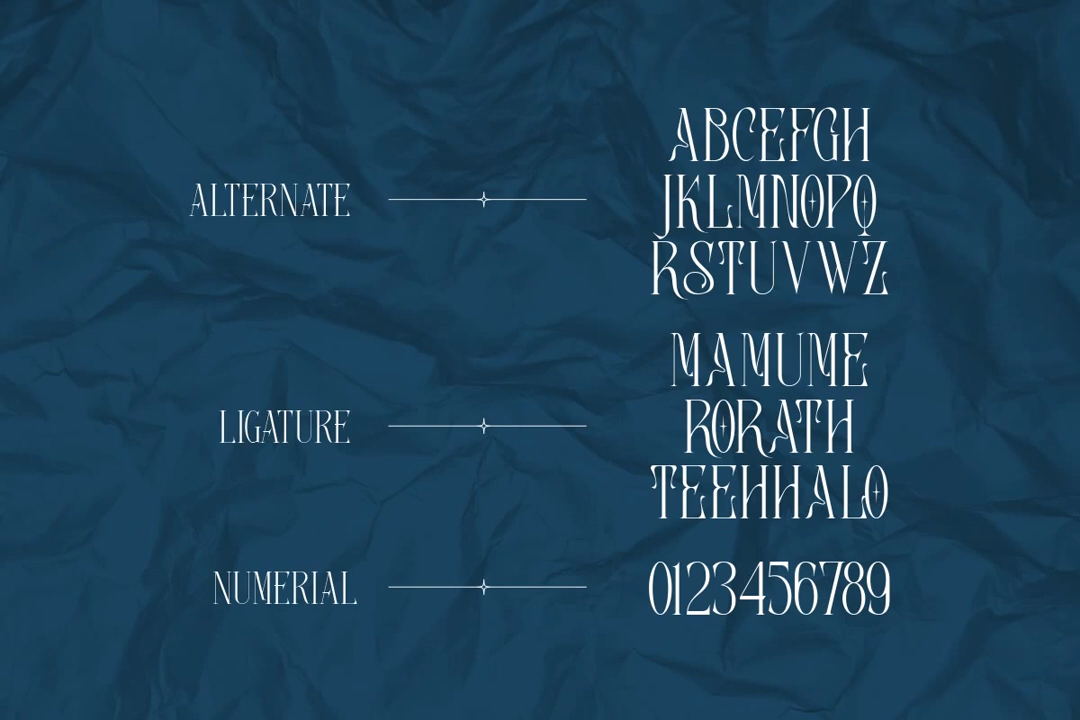 ALTERNATE
ABCEFGH
JKLMNOPQ
RSTUVWZ
LIGATURE
MAMUME
RORATH
TEEHHALO
NUMERIAL
0123456789